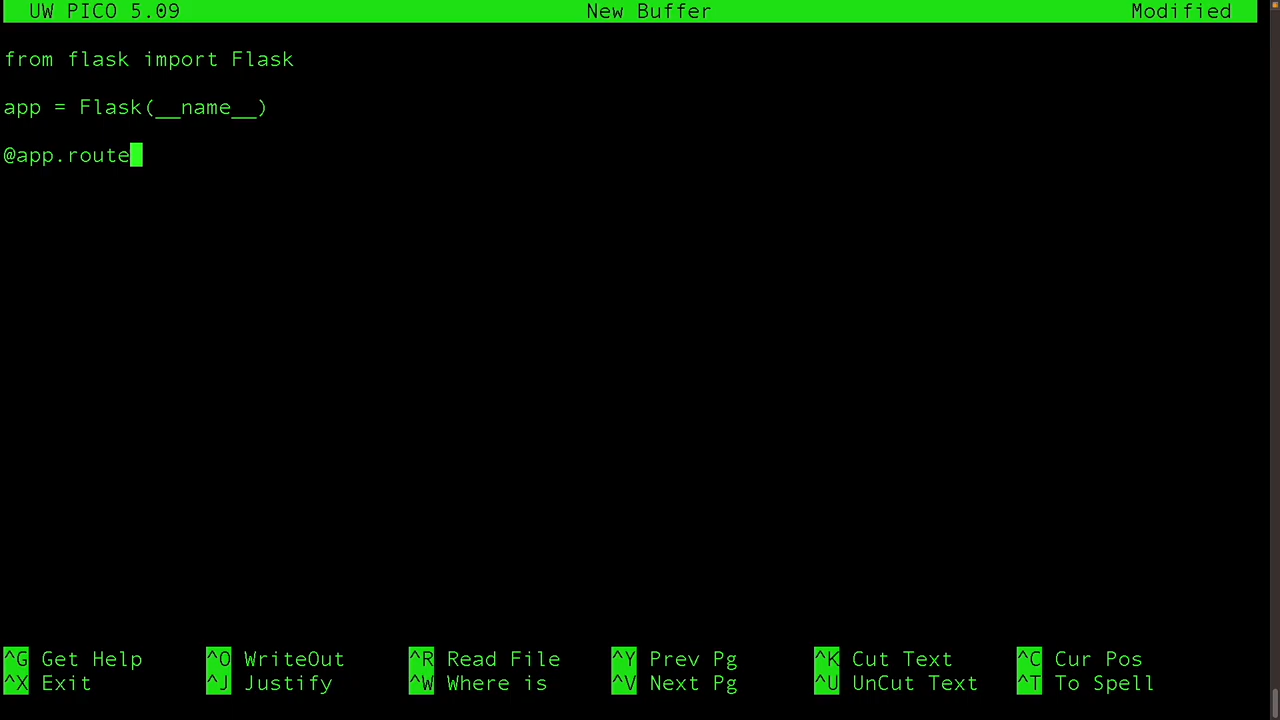 UW PICO 5.09 New Buffer Modified
from flask import Flask
app = Flask(__name__)
@app.route
^G Get Help ^O WriteOut ^R Read File ^Y Prev Pg ^K Cut Text ^C Cur Pos
^X Exit ^J Justify ^W Where is ^V Next Pg ^U UnCut Text ^T To Spell